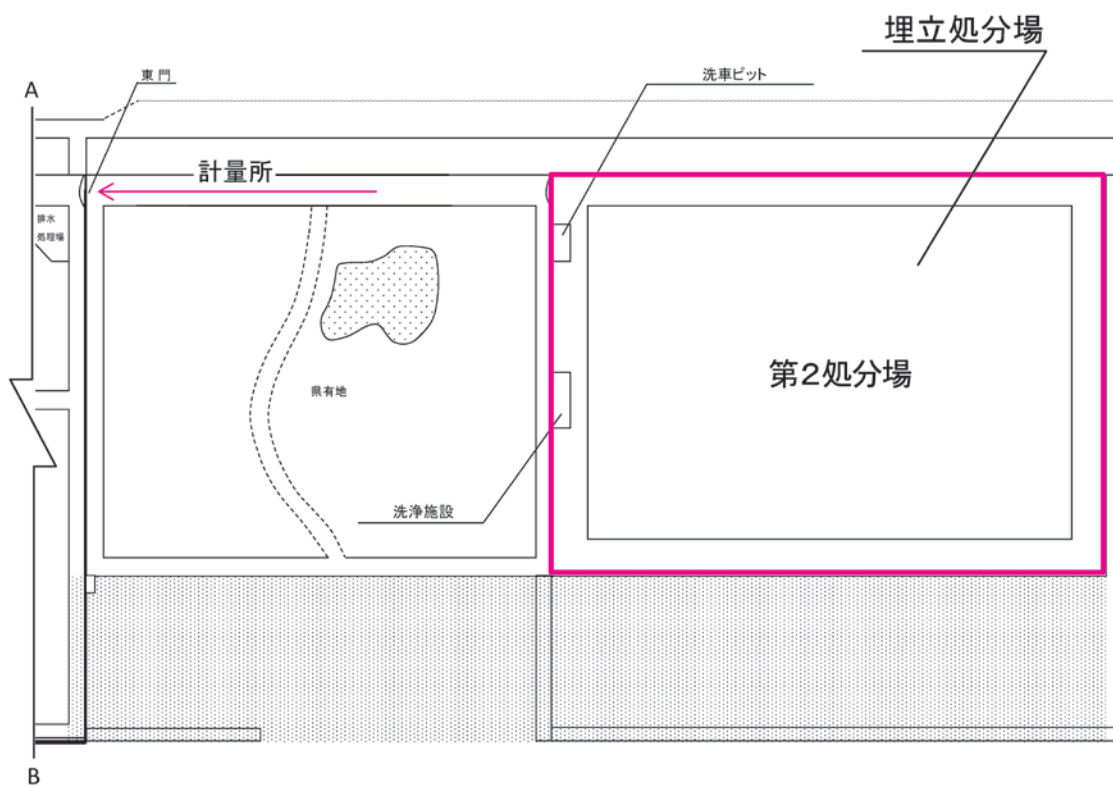 埋立処分場
東門
洗車ピット
A
計量所
排水
処理場
第2処分場
県有地
洗浄施設
B